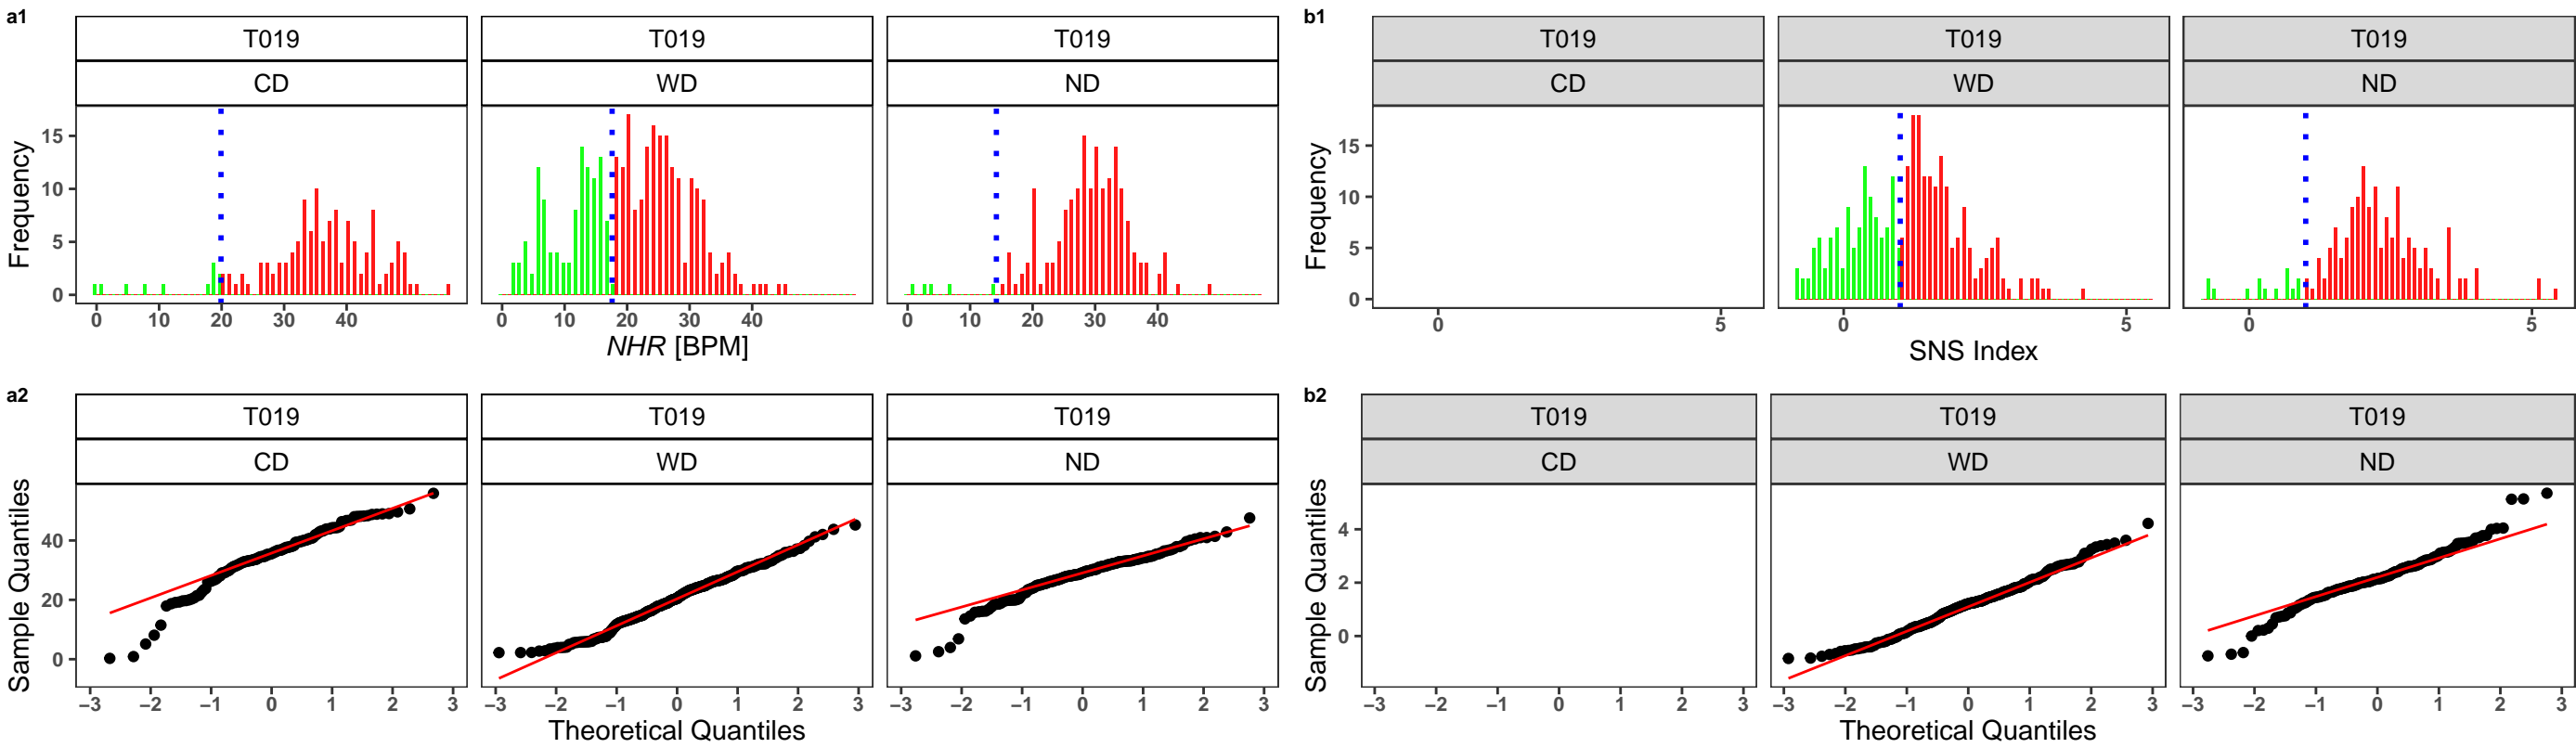 a1
T019 T019 T019
CD WD ND
Frequency
15
10
5
0
0 10 20 30 40 0 10 20 30 40 0 10 20 30 40
NHR [BPM]
b1
T019 T019 T019
CD WD ND
Frequency
15
10
5
0
0 5 0 5 0 5
SNS Index
a2
T019 T019 T019
CD WD ND
Sample Quantiles
40
20
0
−3 −2 −1 0 1 2 3 −3 −2 −1 0 1 2 3 −3 −2 −1 0 1 2 3
Theoretical Quantiles
b2
T019 T019 T019
CD WD ND
Sample Quantiles
4
2
0
−3 −2 −1 0 1 2 3 −3 −2 −1 0 1 2 3 −3 −2 −1 0 1 2 3
Theoretical Quantiles